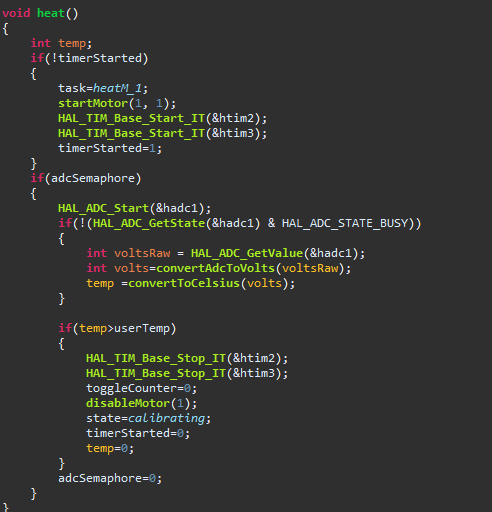 void heat()
{
    int temp;
    if(!timerStarted)
    {
        task=heatM_1;
        startMotor(1, 1);
        HAL_TIM_Base_Start_IT(&htim2);
        HAL_TIM_Base_Start_IT(&htim3);
        timerStarted=1;
    }
    if(adcSemaphore)
    {
        HAL_ADC_Start(&hadc1);
        if(!(HAL_ADC_GetState(&hadc1) & HAL_ADC_STATE_BUSY))
        {
            int voltsRaw = HAL_ADC_GetValue(&hadc1);
            int volts=convertAdcToVolts(voltsRaw);
            temp =convertToCelsius(volts);
        }

        if(temp>userTemp)
        {
            HAL_TIM_Base_Stop_IT(&htim2);
            HAL_TIM_Base_Stop_IT(&htim3);
            toggleCounter=0;
            disableMotor(1);
            state=calibrating;
            timerStarted=0;
            temp=0;
        }
        adcSemaphore=0;
    }
}